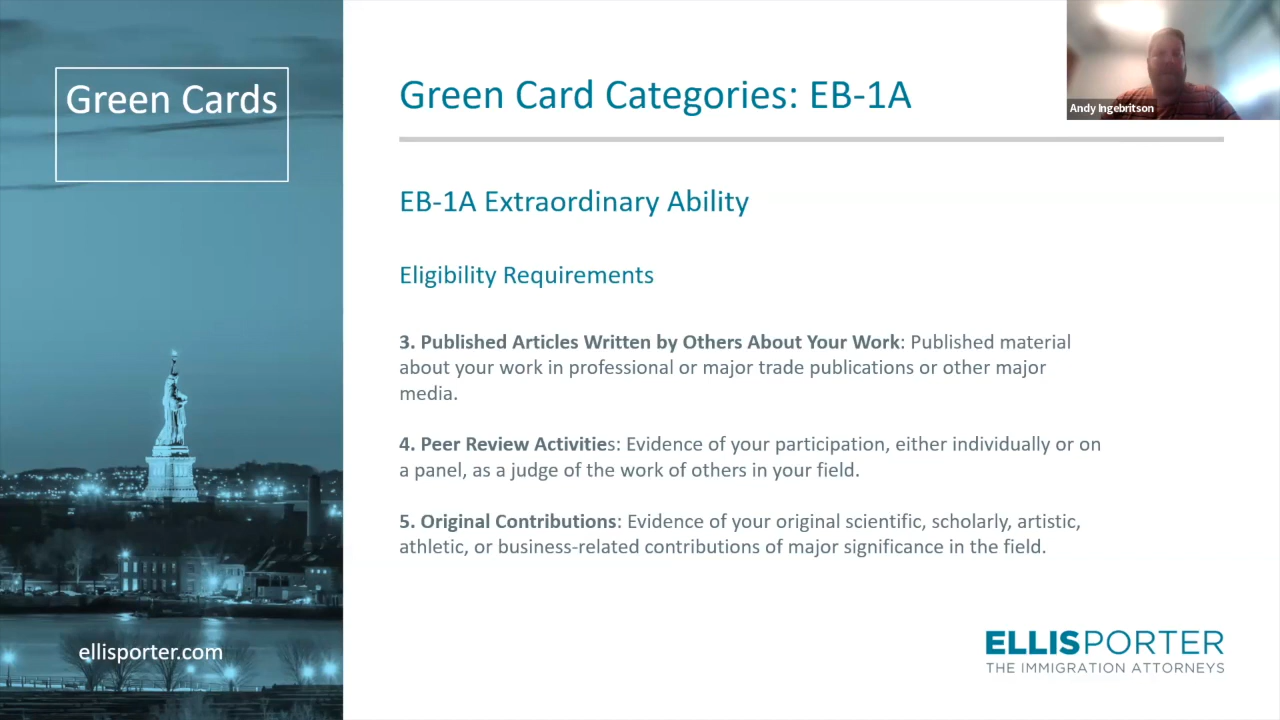 Green Cards
Green Card Categories: EB-1A
Andy Ingebritson
EB-1A Extraordinary Ability
Eligibility Requirements
3. Published Articles Written by Others About Your Work: Published material
about your work in professional or major trade publications or other major
media.
4. Peer Review Activities: Evidence of your participation, either individually or on
a panel, as a judge of the work of others in your field.
5. Original Contributions: Evidence of your original scientific, scholarly, artistic,
athletic, or business-related contributions of major significance in the field.
ellisporter.com
ELLISPORTER
THE IMMIGRATION ATTORNEYS